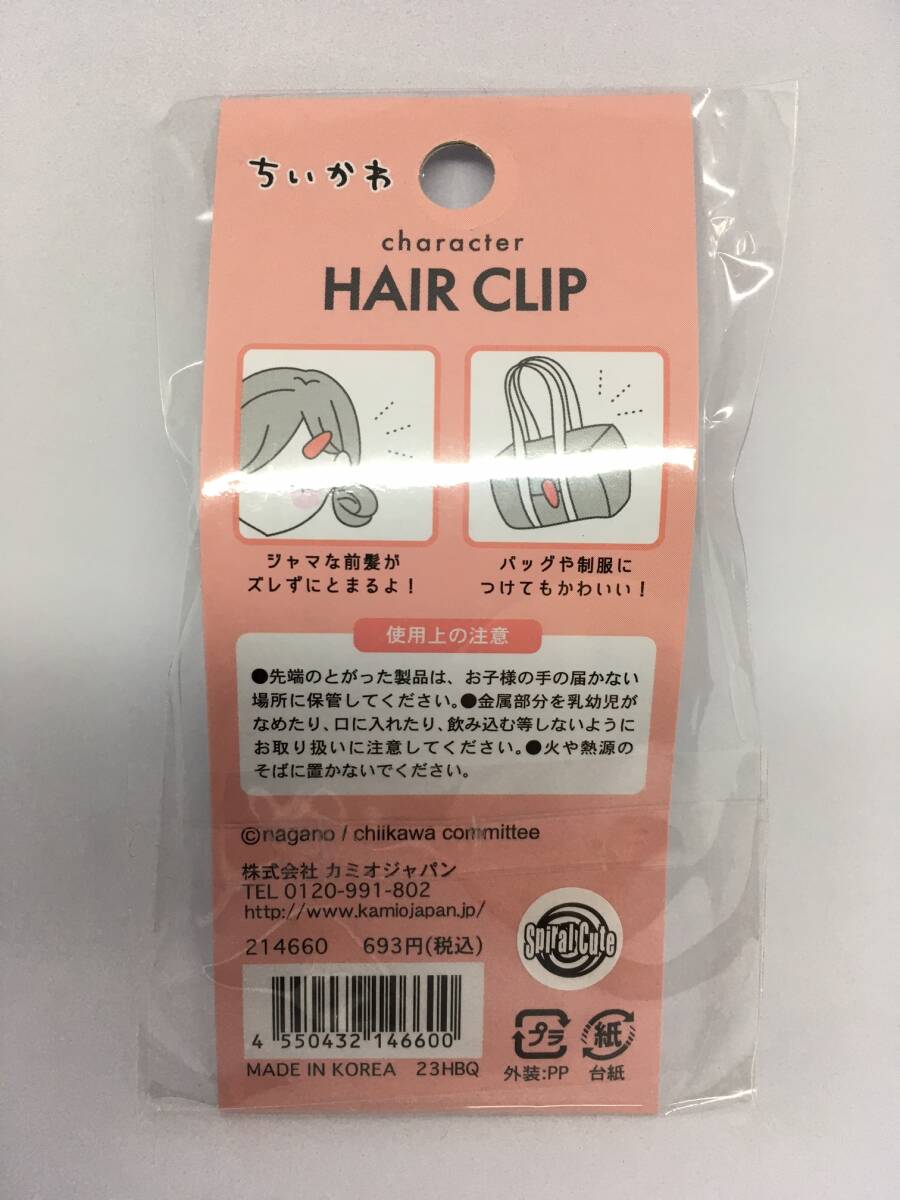 ちいかわ
character
HAIR CLIP
ジャマな前髪が
ズレずにとまるよ！
バッグや制服に
つけてもかわいい！
使用上の注意
●先端のとがった製品は、お子様の手の届かない
場所に保管してください。●金属部分を乳幼児が
なめたり、口に入れたり、飲み込む等しないように
お取り扱いに注意してください。●火や熱源の
そばに置かないでください。
©nagano / chiikawa committee
株式会社 カミオジャパン
TEL 0120-991-802
http://www.kamiojapan.jp/
214660 693円(税込)
SpiralCute
4 550432 146600
MADE IN KOREA 23HBQ
プラ
外装:PP
紙
台紙